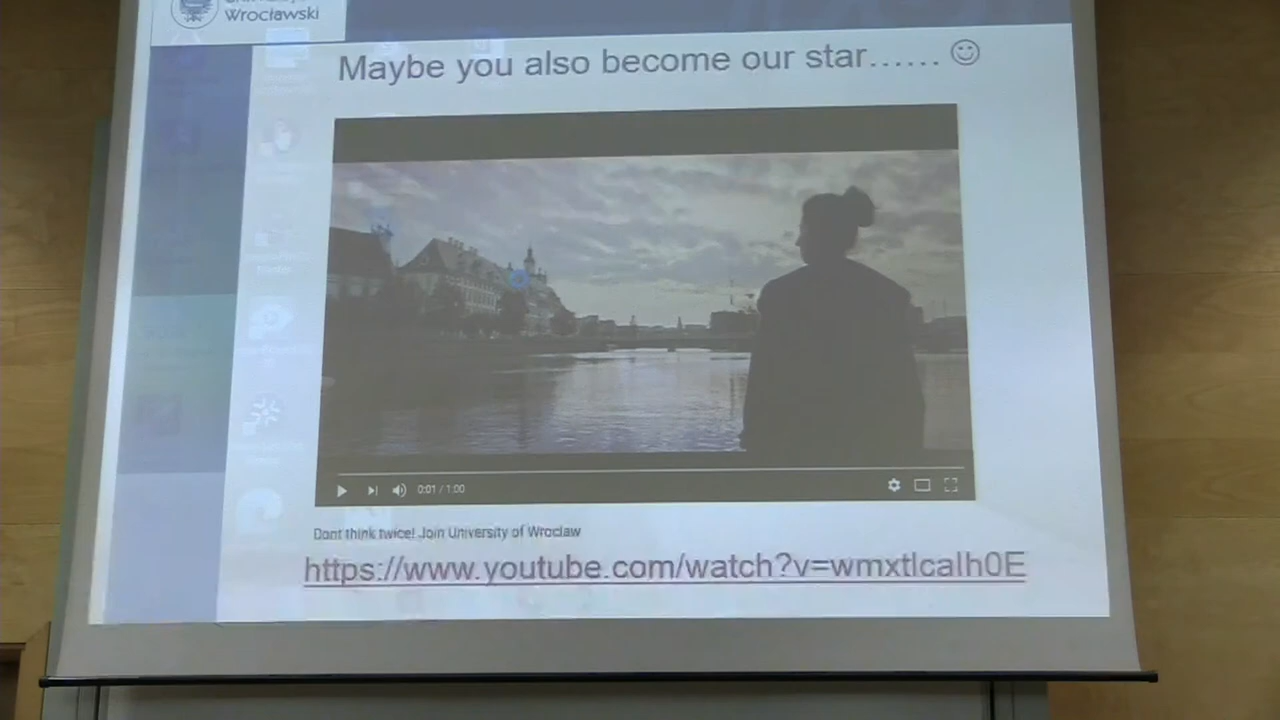 Wrocławski
Maybe you also become our star...... ☺
0:01 / 1:00
Dont think twice! Join University of Wroclaw
https://www.youtube.com/watch?v=wmxtlcalh0E